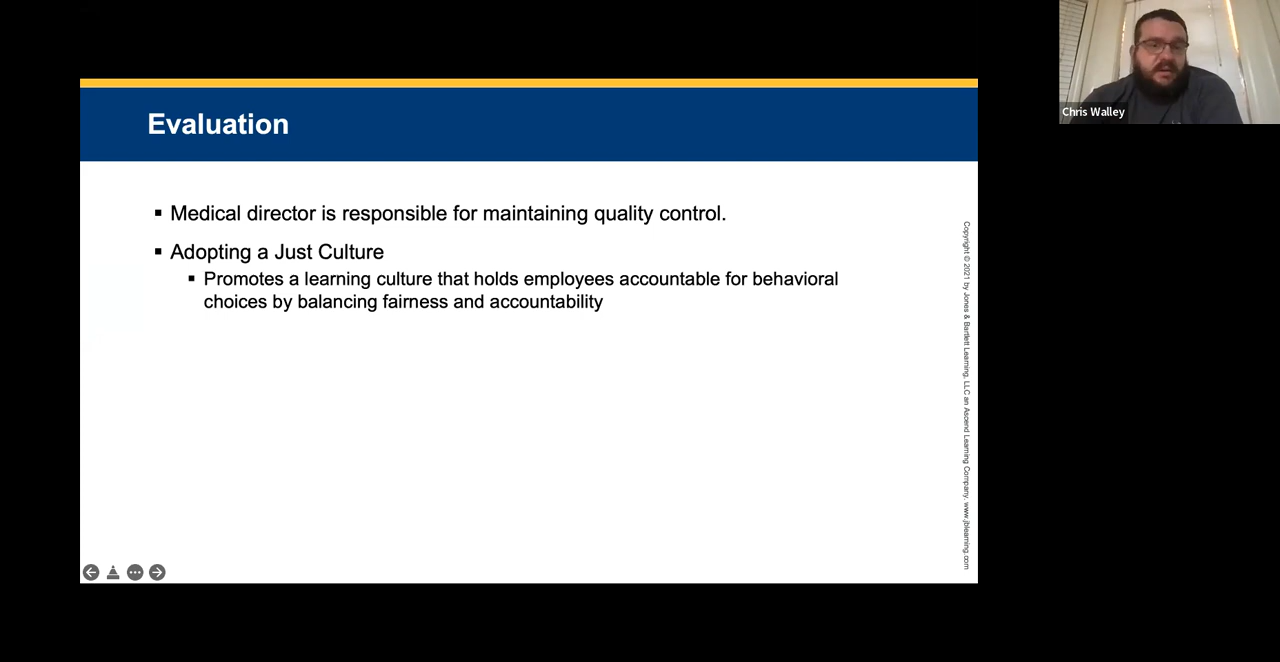 Evaluation
▪ Medical director is responsible for maintaining quality control.
▪ Adopting a Just Culture
▪ Promotes a learning culture that holds employees accountable for behavioral
choices by balancing fairness and accountability
Copyright © 2021 by Jones & Bartlett Learning, LLC an Ascend Learning Company. www.jblearning.com
Chris Walley